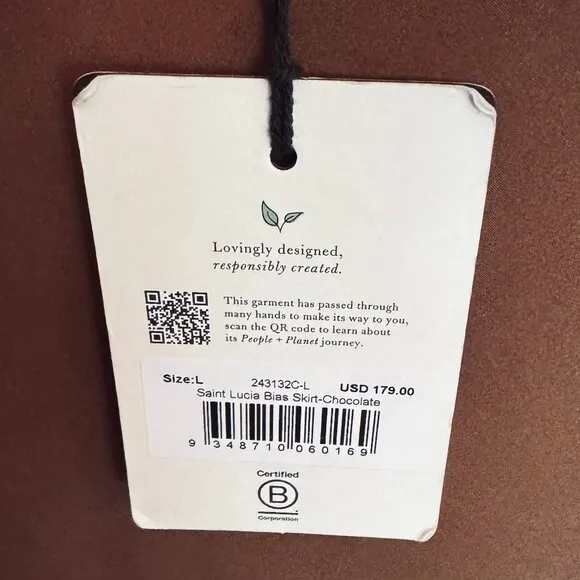 Lovingly designed,
responsibly created.
This garment has passed through
many hands to make its way to you,
scan the QR code to learn about
its People + Planet journey.
Size:L 243132C-L USD 179.00
Saint Lucia Bias Skirt-Chocolate
9 348710 060169
Certified
B
Corporation